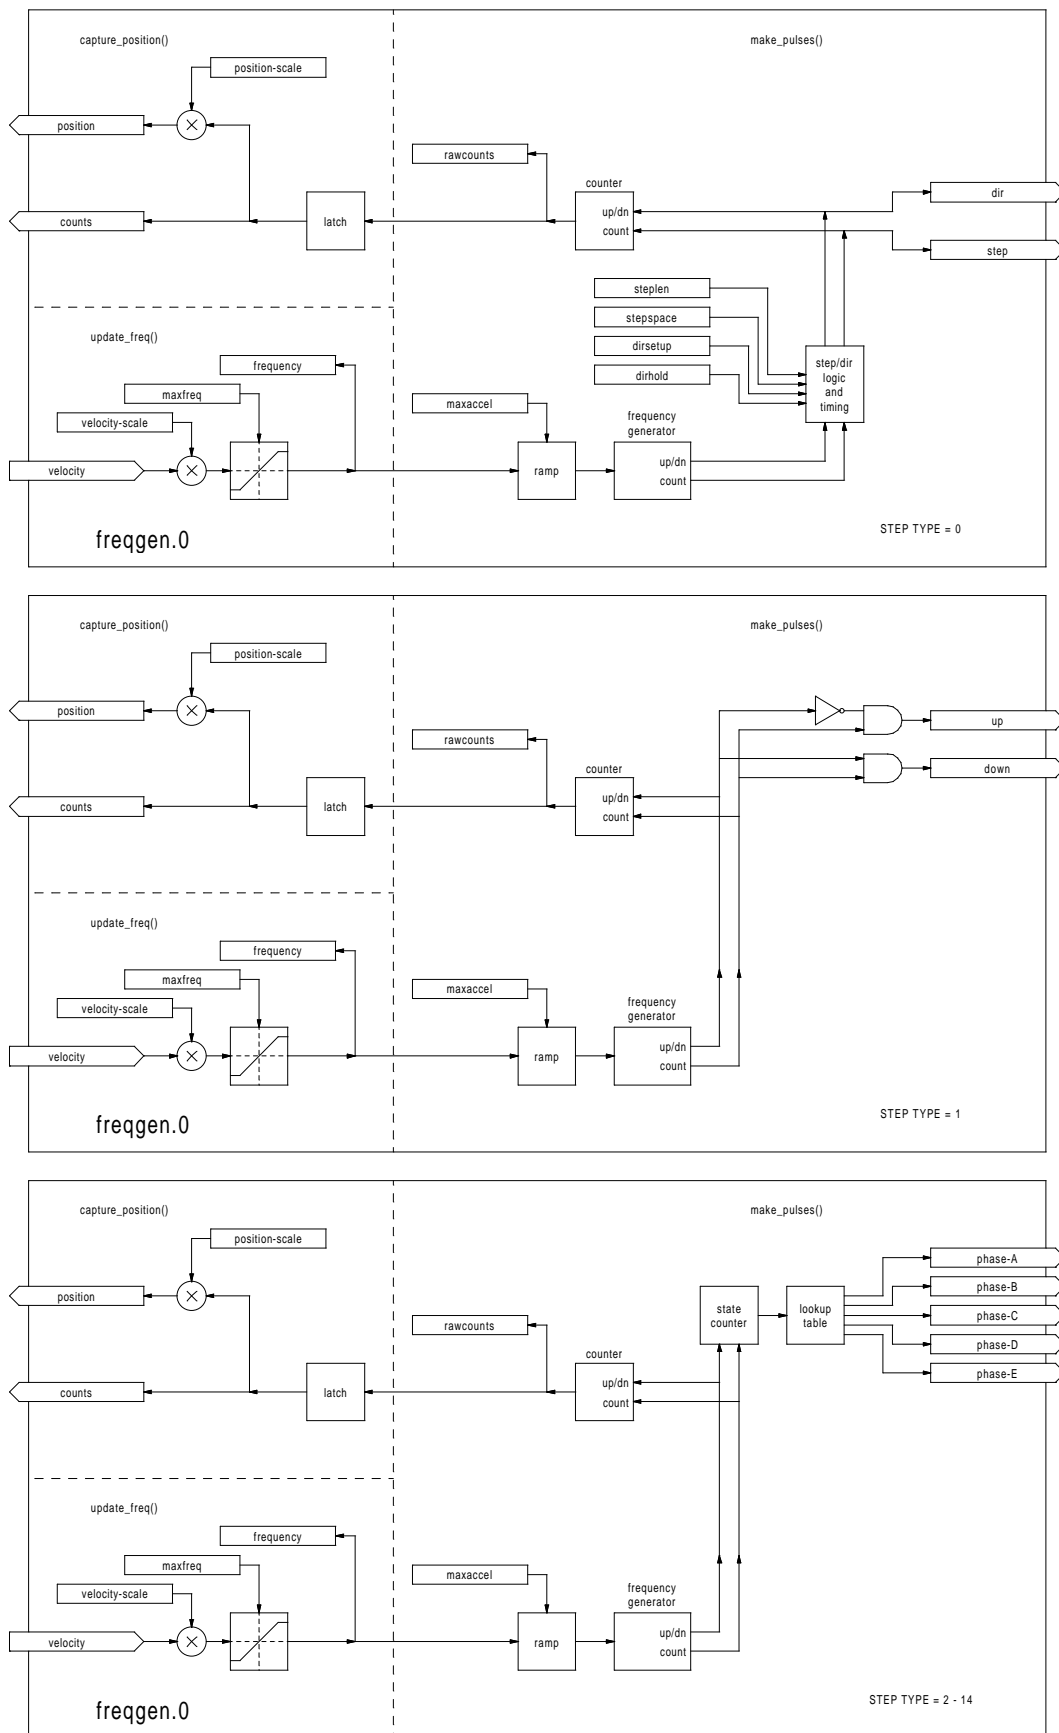 capture_position()
make_pulses()
position-scale
position
rawcounts
counter
dir
up/dn
counts
latch
count
step
steplen
stepspace
update_freq()
dirsetup
frequency
step/dir
logic
and
timing
dirhold
maxfreq
maxaccel
velocity-scale
frequency
generator
up/dn
velocity
ramp
count
freqgen.0
STEP TYPE = 0
capture_position()
make_pulses()
position-scale
position
up
rawcounts
counter
down
up/dn
counts
latch
count
update_freq()
frequency
maxfreq
maxaccel
velocity-scale
frequency
generator
up/dn
velocity
ramp
count
freqgen.0
STEP TYPE = 1
capture_position()
make_pulses()
position-scale
phase-A
phase-B
position
state
counter
lookup
table
phase-C
rawcounts
phase-D
counter
phase-E
up/dn
counts
latch
count
update_freq()
frequency
maxfreq
maxaccel
velocity-scale
frequency
generator
up/dn
velocity
ramp
count
freqgen.0
STEP TYPE = 2 - 14